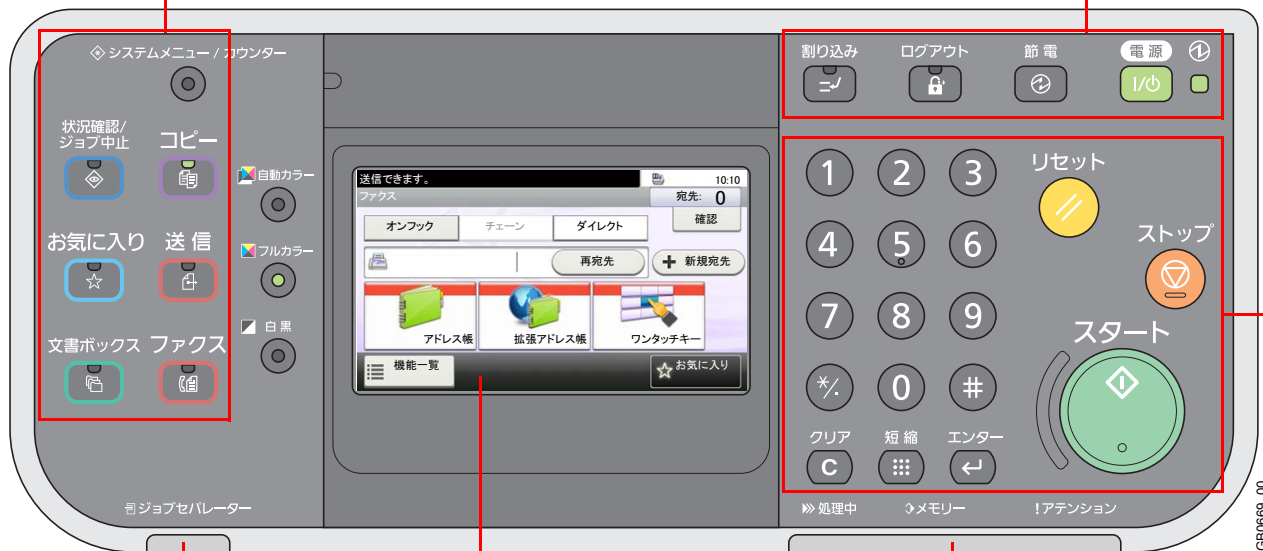 システムメニュー / カウンター
状況確認/
ジョブ中止
コピー
お気に入り
送信
文書ボックス
ファクス
ジョブセパレーター
自動カラー
フルカラー
白黒
送信できます。
10:10
ファクス
宛先: 0
オンフック
チェーン
ダイレクト
確認
再宛先
新規宛先
アドレス帳
拡張アドレス帳
ワンタッチキー
機能一覧
お気に入り
割り込み
ログアウト
節電
電源
1
2
3
リセット
4
5
6
ストップ
7
8
9
スタート
*/.
0
#
クリア
短縮
エンター
C
処理中
メモリー
!アテンション
GB0669_00